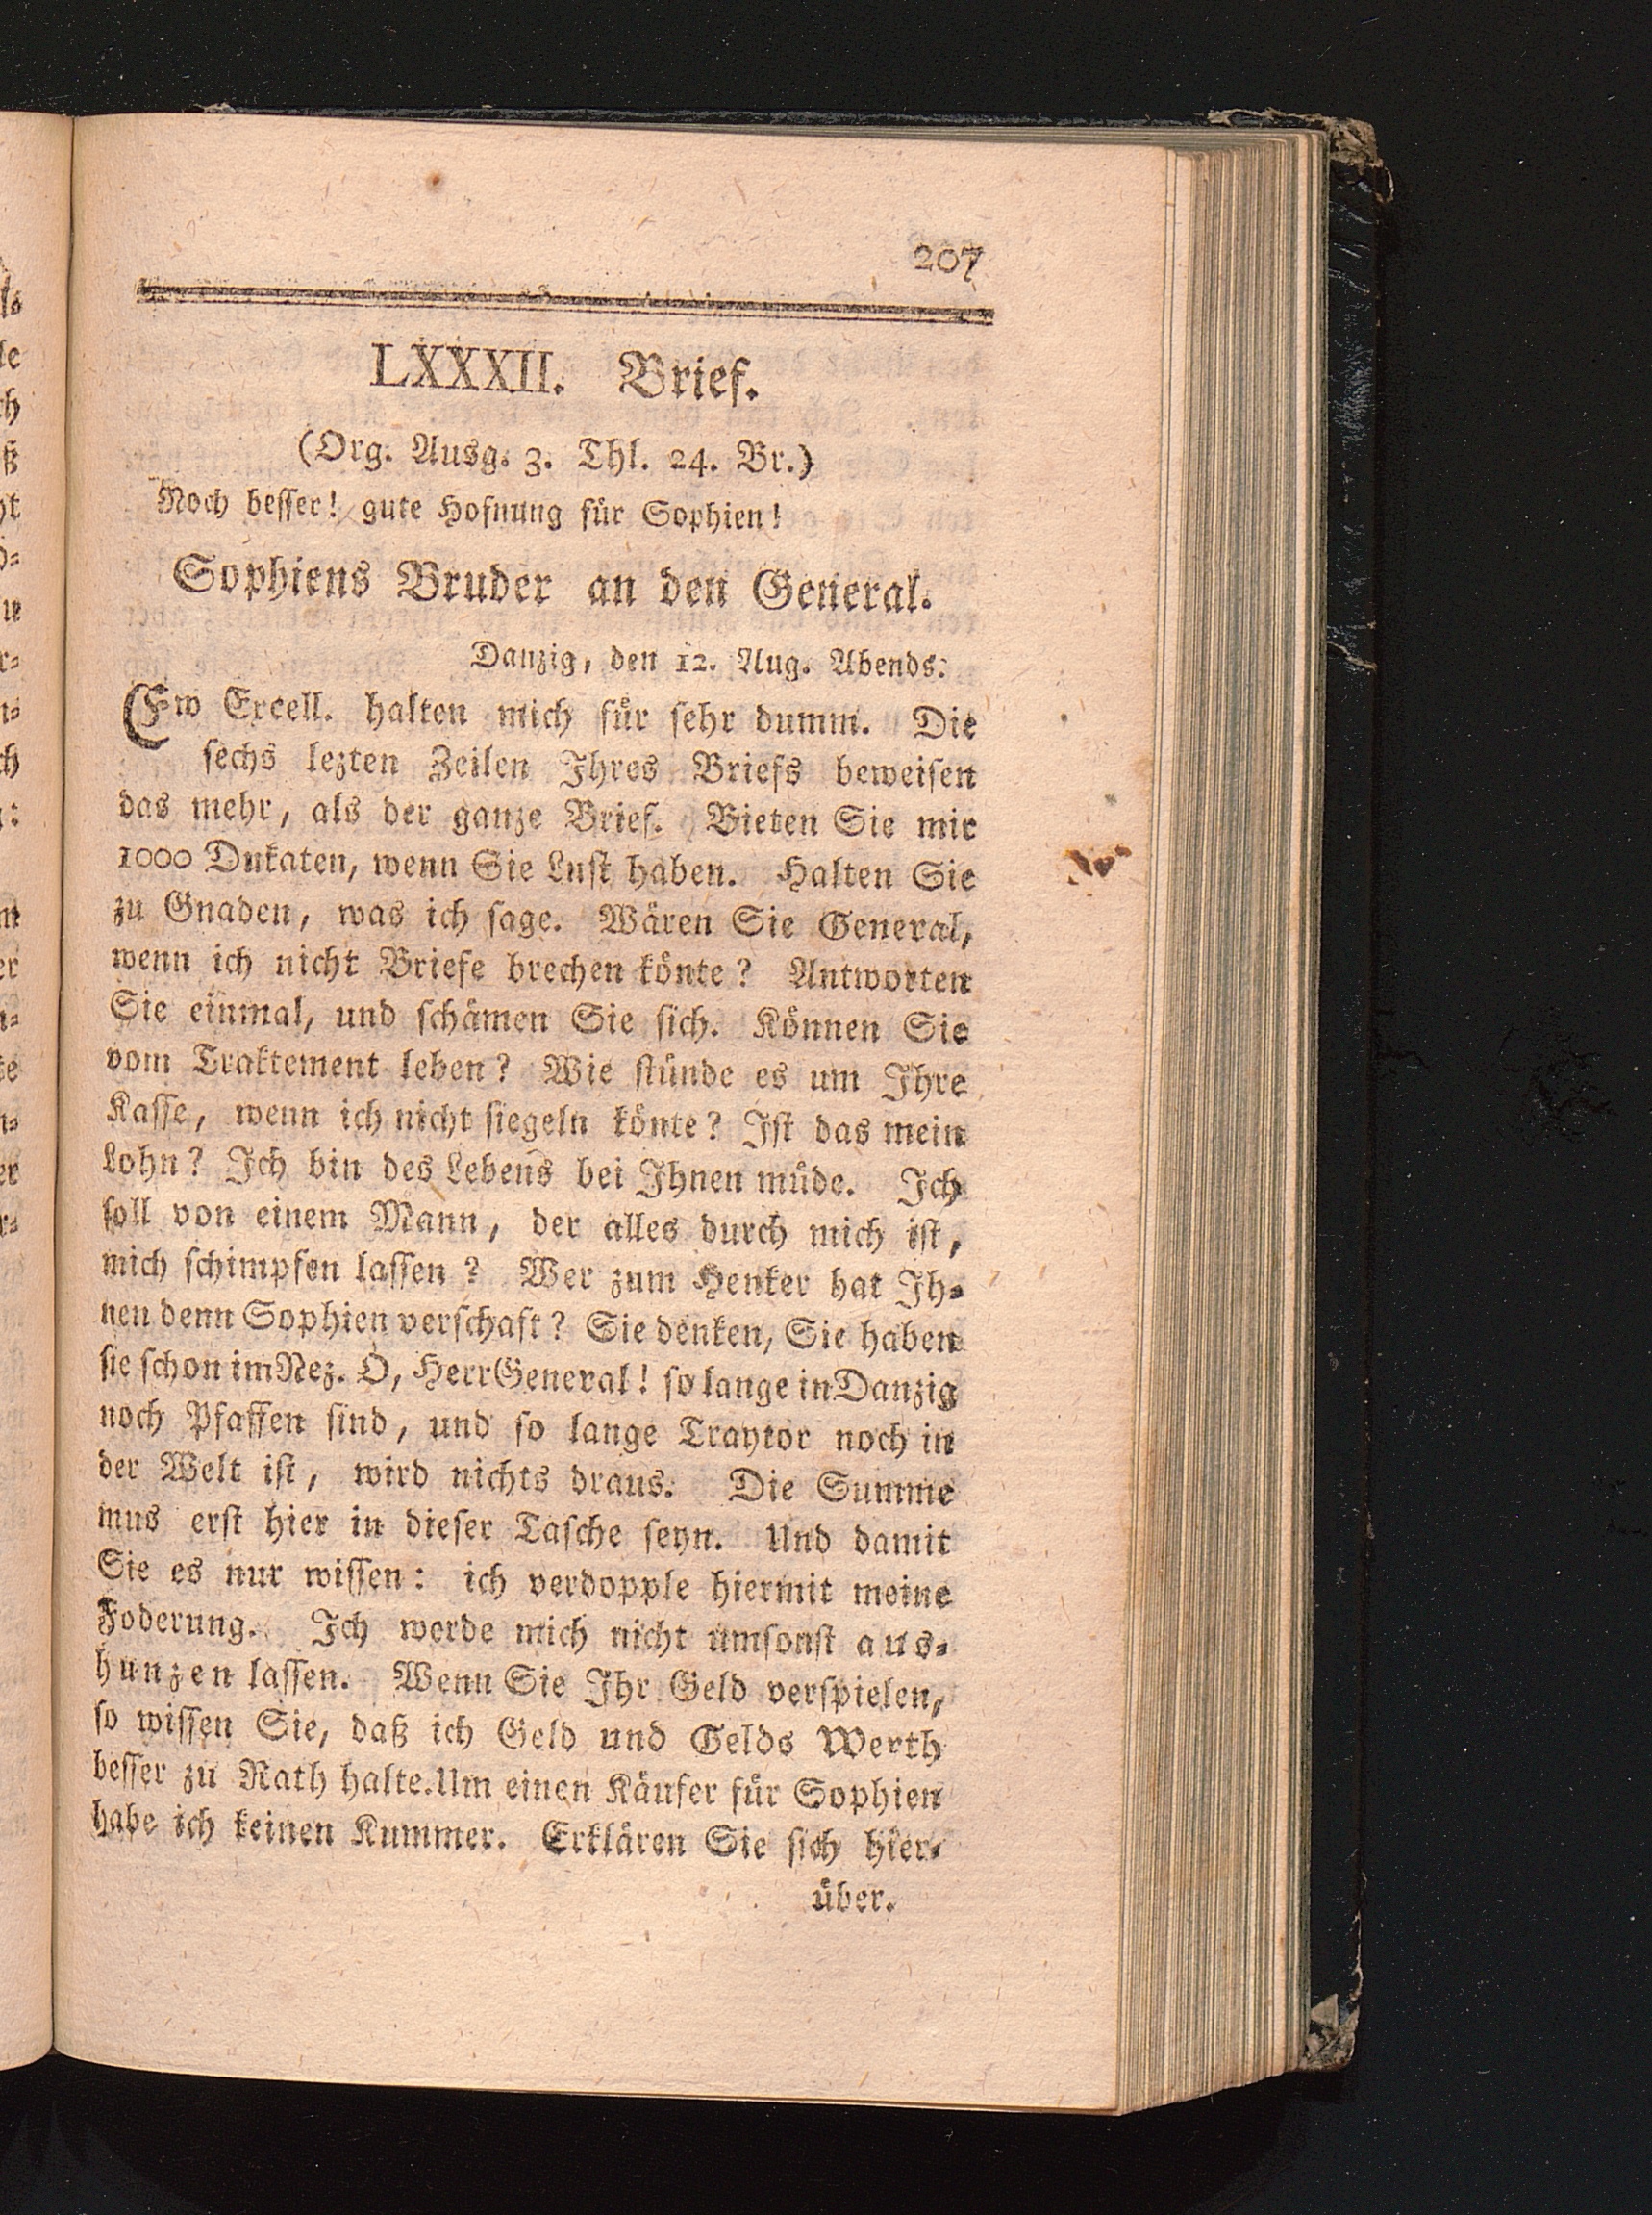 207
LXXXII. Brief.
(Org. Ausg. 3. Thl. 24. Br.)
Noch besser! gute Hofnung für Sophien!
Sophiens Bruder an den General.
Danzig, den 12. Aug. Abends.
Ew Excell. halten mich für sehr dumm. Die
sechs lezten Zeilen Ihres Briefs beweisen
das mehr, als der ganze Brief. Bieten Sie mir
1000 Dukaten, wenn Sie Lust haben. Halten Sie
zu Gnaden, was ich sage. Wären Sie General,
wenn ich nicht Briefe brechen könte? Antworten
Sie einmal, und schämen Sie sich. Können Sie
vom Traktement leben? Wie stünde es um Ihre
Kasse, wenn ich nicht siegeln könte? Ist das mein
Lohn? Ich bin des Lebens bei Ihnen müde. Ich
soll von einem Mann, der alles durch mich ist,
mich schimpfen lassen? Wer zum Henker hat Ih-
nen denn Sophien verschaft? Sie denken, Sie haben
sie schon im Nez. O, Herr General! so lange in Danzig
noch Pfaffen sind, und so lange Traytor noch in
der Welt ist, wird nichts draus. Die Summe
mus erst hier in dieser Tasche seyn. Und damit
Sie es nur wissen: ich verdopple hiermit meine
Foderung. Ich werde mich nicht umsonst aus-
hunzen lassen. Wenn Sie Ihr Geld verspielen,
so wissen Sie, daß ich Geld und Gelds Werth
besser zu Rath halte. Um einen Käufer für Sophien
habe ich keinen Kummer. Erklären Sie sich hier-
über.